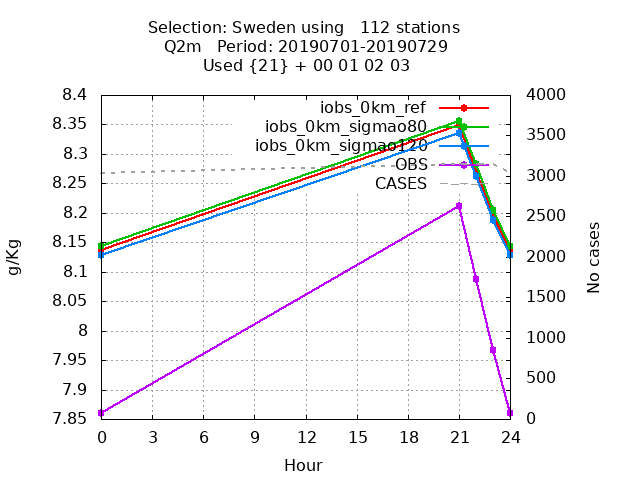 Selection: Sweden using   112 stations
Q2m   Period: 20190701-20190729
Used {21} + 00 01 02 03
iobs_0km_ref
iobs_0km_sigmao80
iobs_0km_sigmao120
OBS
CASES
8.4
8.35
8.3
8.25
8.2
8.15
8.1
8.05
8
7.95
7.9
7.85
g/Kg
4000
3500
3000
2500
2000
1500
1000
500
0
No cases
0 3 6 9 12 15 18 21 24
Hour